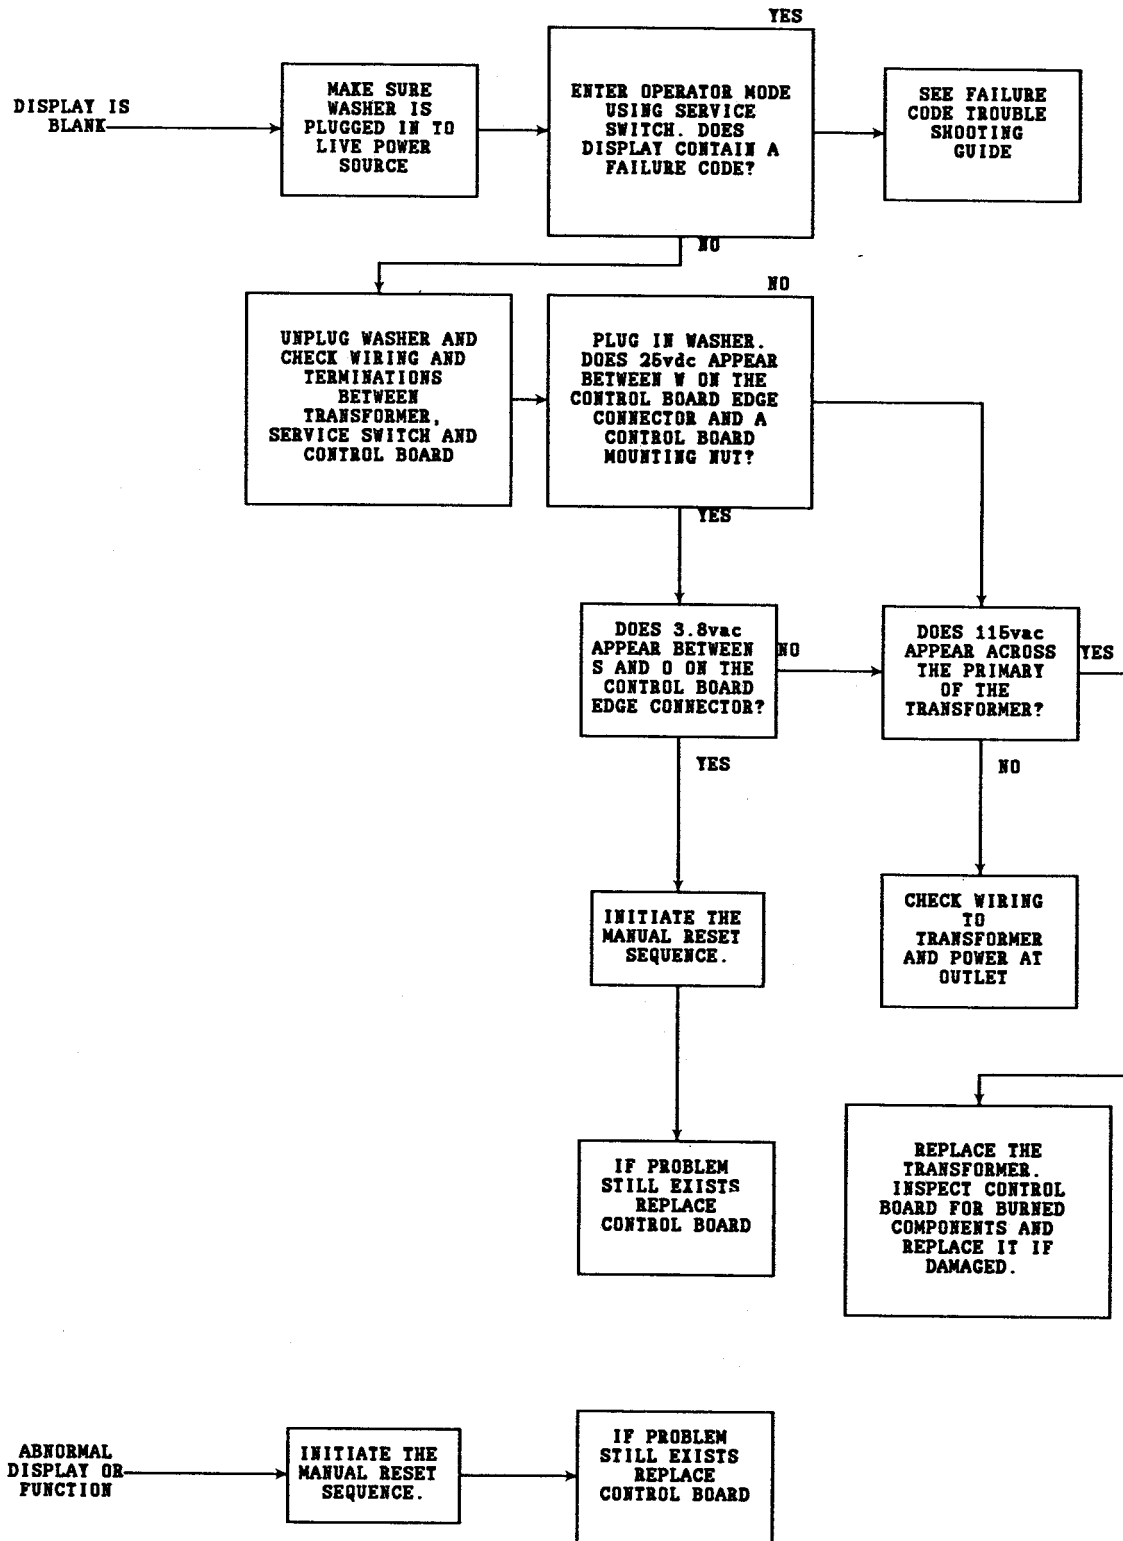 YES
DISPLAY IS
BLANK
MAKE SURE
WASHER IS
PLUGGED IN TO
LIVE POWER
SOURCE
ENTER OPERATOR MODE
USING SERVICE
SWITCH. DOES
DISPLAY CONTAIN A
FAILURE CODE?
SEE FAILURE
CODE TROUBLE
SHOOTING
GUIDE
NO
NO
UNPLUG WASHER AND
CHECK WIRING AND
TERMINATIONS
BETWEEN
TRANSFORMER,
SERVICE SWITCH AND
CONTROL BOARD
PLUG IN WASHER.
DOES 25vdc APPEAR
BETWEEN W ON THE
CONTROL BOARD EDGE
CONNECTOR AND A
CONTROL BOARD
MOUNTING NUT?
YES
DOES 3.8vac
APPEAR BETWEEN
S AND O ON THE
CONTROL BOARD
EDGE CONNECTOR?
NO
DOES 115vac
APPEAR ACROSS
THE PRIMARY
OF THE
TRANSFORMER?
YES
YES
NO
INITIATE THE
MANUAL RESET
SEQUENCE.
CHECK WIRING
TO
TRANSFORMER
AND POWER AT
OUTLET
IF PROBLEM
STILL EXISTS
REPLACE
CONTROL BOARD
REPLACE THE
TRANSFORMER.
INSPECT CONTROL
BOARD FOR BURNED
COMPONENTS AND
REPLACE IT IF
DAMAGED.
ABNORMAL
DISPLAY OR
FUNCTION
INITIATE THE
MANUAL RESET
SEQUENCE.
IF PROBLEM
STILL EXISTS
REPLACE
CONTROL BOARD